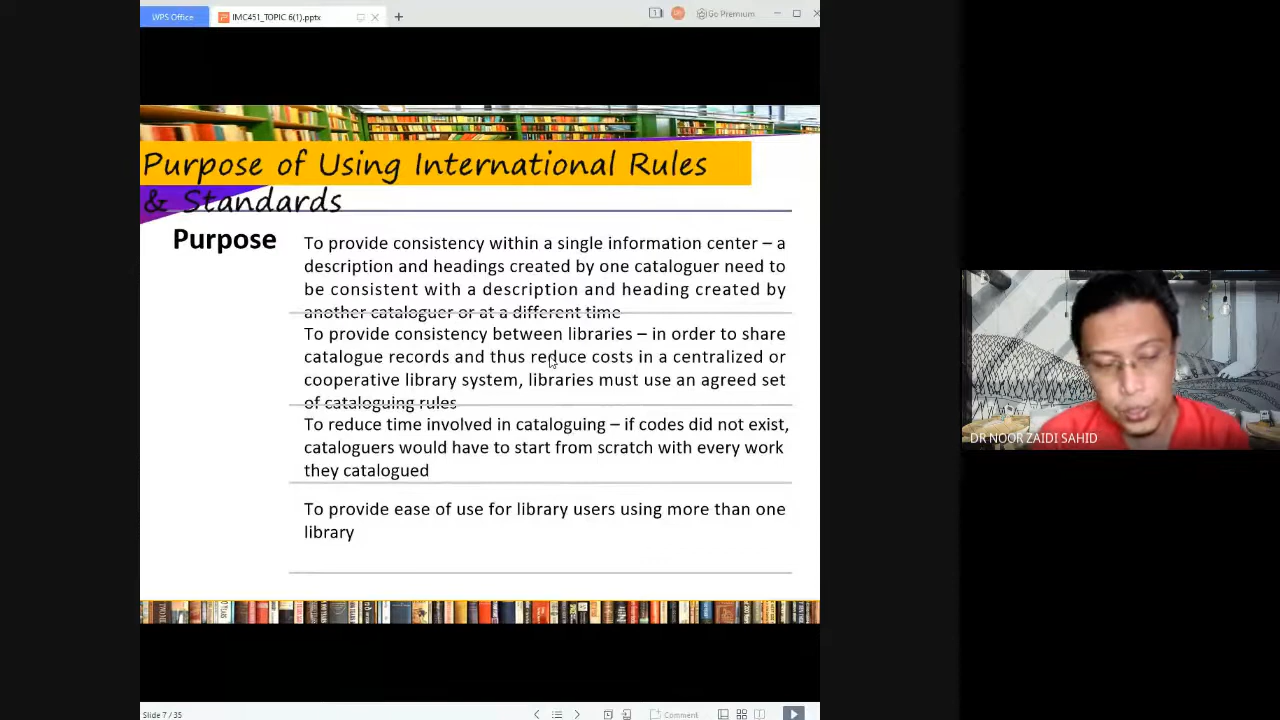 WPS Office
IMC451_TOPIC 6(1).pptx
1
Go Premium
Purpose of Using International Rules
& Standards
Purpose
To provide consistency within a single information center – a
description and headings created by one cataloguer need to
be consistent with a description and heading created by
another cataloguer or at a different time
To provide consistency between libraries – in order to share
catalogue records and thus reduce costs in a centralized or
cooperative library system, libraries must use an agreed set
of cataloguing rules
To reduce time involved in cataloguing – if codes did not exist,
cataloguers would have to start from scratch with every work
they catalogued
To provide ease of use for library users using more than one
library
DR NOOR ZAIDI SAHID
Slide 7 / 35
Comment